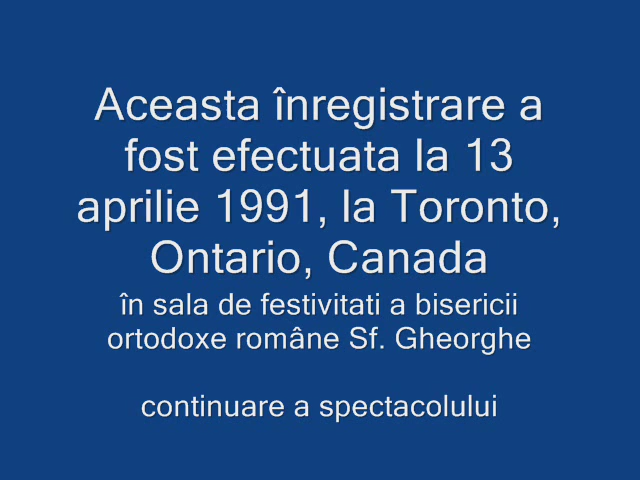 Aceasta înregistrare a
fost efectuata la 13
aprilie 1991, la Toronto,
Ontario, Canada
în sala de festivitati a bisericii
ortodoxe române Sf. Gheorghe
continuare a spectacolului